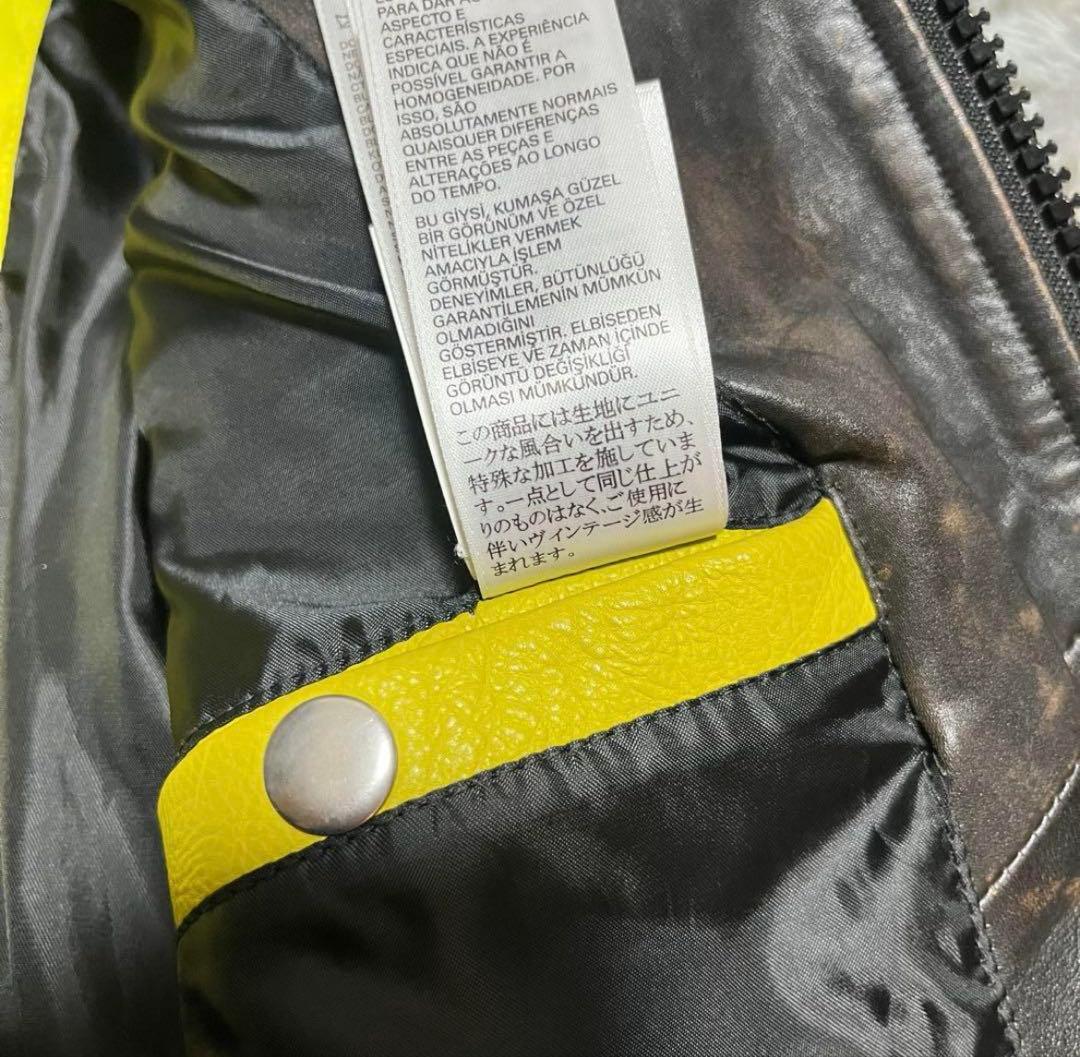 PARA DAR AO
ASPECTO E
CARACTERÍSTICAS
ESPECIAIS. A EXPERIÊNCIA
INDICA QUE NÃO É
POSSÍVEL GARANTIR A
HOMOGENEIDADE. POR
ISSO, SÃO
ABSOLUTAMENTE NORMAIS
QUAISQUER DIFERENÇAS
ENTRE AS PEÇAS E
ALTERAÇÕES AO LONGO
DO TEMPO.
BU GİYSİ, KUMAŞA GÜZEL
BİR GÖRÜNÜM VE ÖZEL
NİTELİKLER VERMEK
AMACIYLA İŞLEM
GÖRMÜŞTÜR.
DENEYİMLER, BÜTÜNLÜĞÜ
GARANTİLEMENİN MÜMKÜN
OLMADIĞINI
GÖSTERMİŞTİR. ELBİSEDEN
ELBİSEYE VE ZAMAN İÇİNDE
GÖRÜNTÜ DEĞİŞİKLİĞİ
OLMASI MÜMKÜNDÜR.
この商品には生地にユニ
ークな風合いを出すため、
特殊な加工を施していま
す。一点として同じ仕上が
りのものはなく、ご使用に
伴いヴィンテージ感が生
まれます。